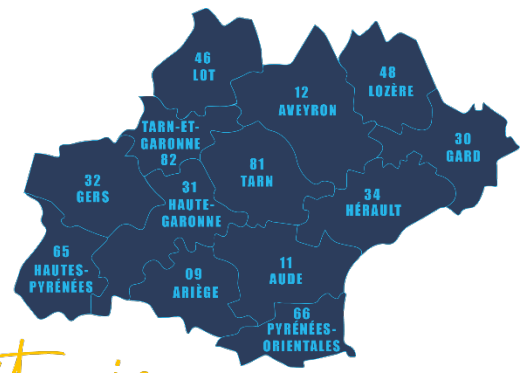 46
LOT
48
LOZÈRE
12
AVEYRON
TARN-ET-
GARONNE
82
30
GARD
81
TARN
32
GERS
31
HAUTE-
GARONNE
34
HÉRAULT
65
HAUTES-
PYRÉNÉES
09
ARIÈGE
11
AUDE
66
PYRÉNÉES-
ORIENTALES